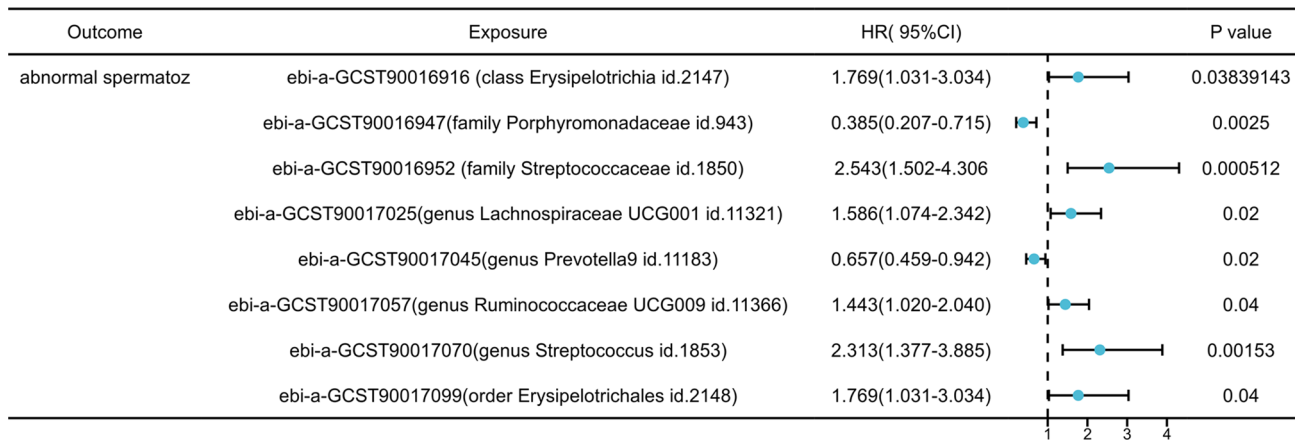 Outcome Exposure HR( 95%CI) P value
abnormal spermatoz ebi-a-GCST90016916 (class Erysipelotrichia id.2147) 1.769(1.031-3.034) 0.03839143
ebi-a-GCST90016947(family Porphyromonadaceae id.943) 0.385(0.207-0.715) 0.0025
ebi-a-GCST90016952 (family Streptococcaceae id.1850) 2.543(1.502-4.306 0.000512
ebi-a-GCST90017025(genus Lachnospiraceae UCG001 id.11321) 1.586(1.074-2.342) 0.02
ebi-a-GCST90017045(genus Prevotella9 id.11183) 0.657(0.459-0.942) 0.02
ebi-a-GCST90017057(genus Ruminococcaceae UCG009 id.11366) 1.443(1.020-2.040) 0.04
ebi-a-GCST90017070(genus Streptococcus id.1853) 2.313(1.377-3.885) 0.00153
ebi-a-GCST90017099(order Erysipelotrichales id.2148) 1.769(1.031-3.034) 0.04
1 2 3 4